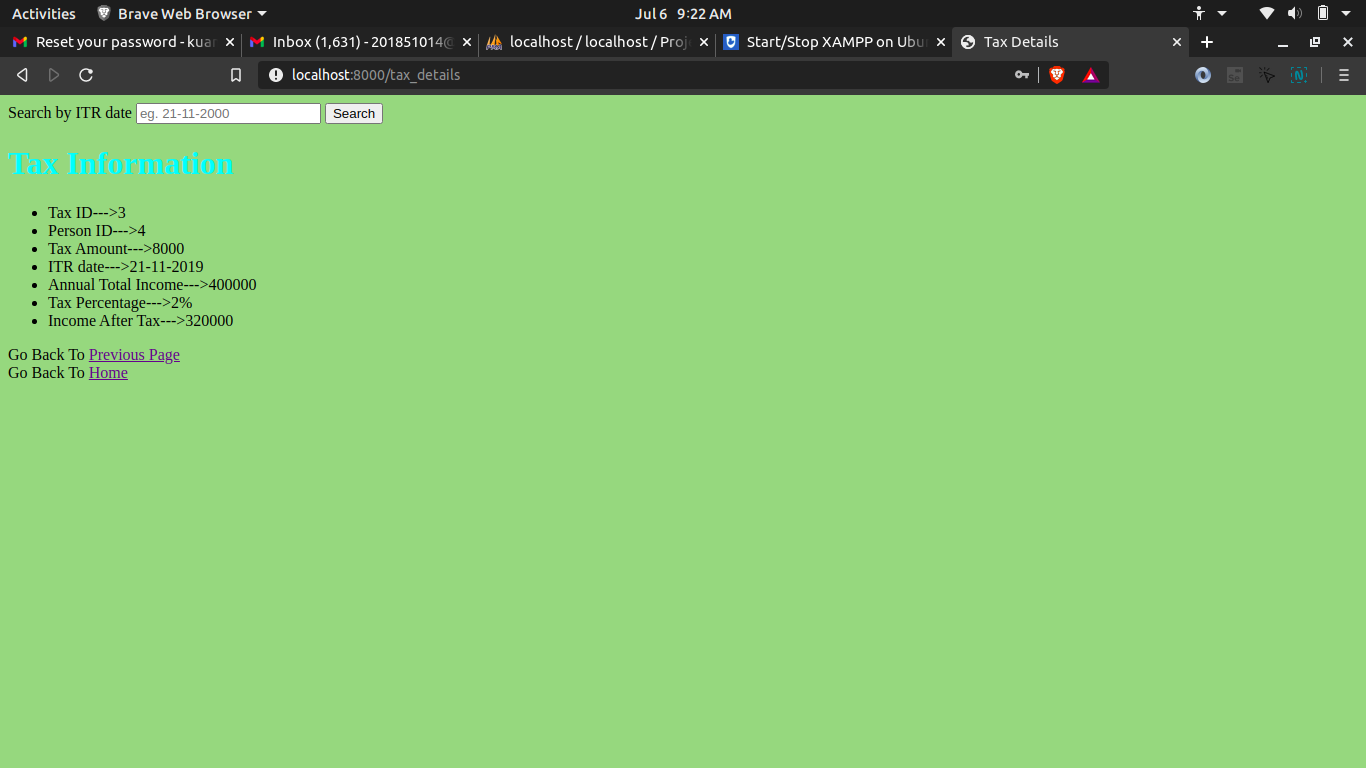 Activities Brave Web Browser Jul 6 9:22 AM
Reset your password - kuar Inbox (1,631) - 201851014@ localhost / localhost / Proj Start/Stop XAMPP on Ubu Tax Details
localhost:8000/tax_details
Search by ITR date eg. 21-11-2000 Search
Tax Information
• Tax ID--->3
• Person ID--->4
• Tax Amount--->8000
• ITR date--->21-11-2019
• Annual Total Income--->400000
• Tax Percentage--->2%
• Income After Tax--->320000
Go Back To Previous Page
Go Back To Home